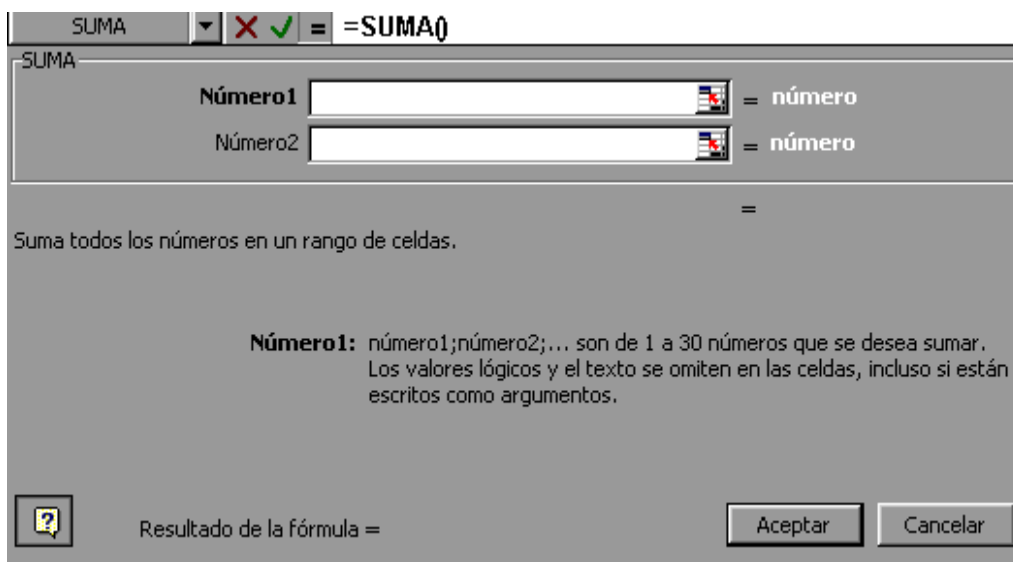 SUMA = =SUMA()
SUMA
Número1 = número
Número2 = número
=
Suma todos los números en un rango de celdas.
Número1: número1;número2;... son de 1 a 30 números que se desea sumar.
Los valores lógicos y el texto se omiten en las celdas, incluso si están
escritos como argumentos.
? Resultado de la fórmula = Aceptar Cancelar